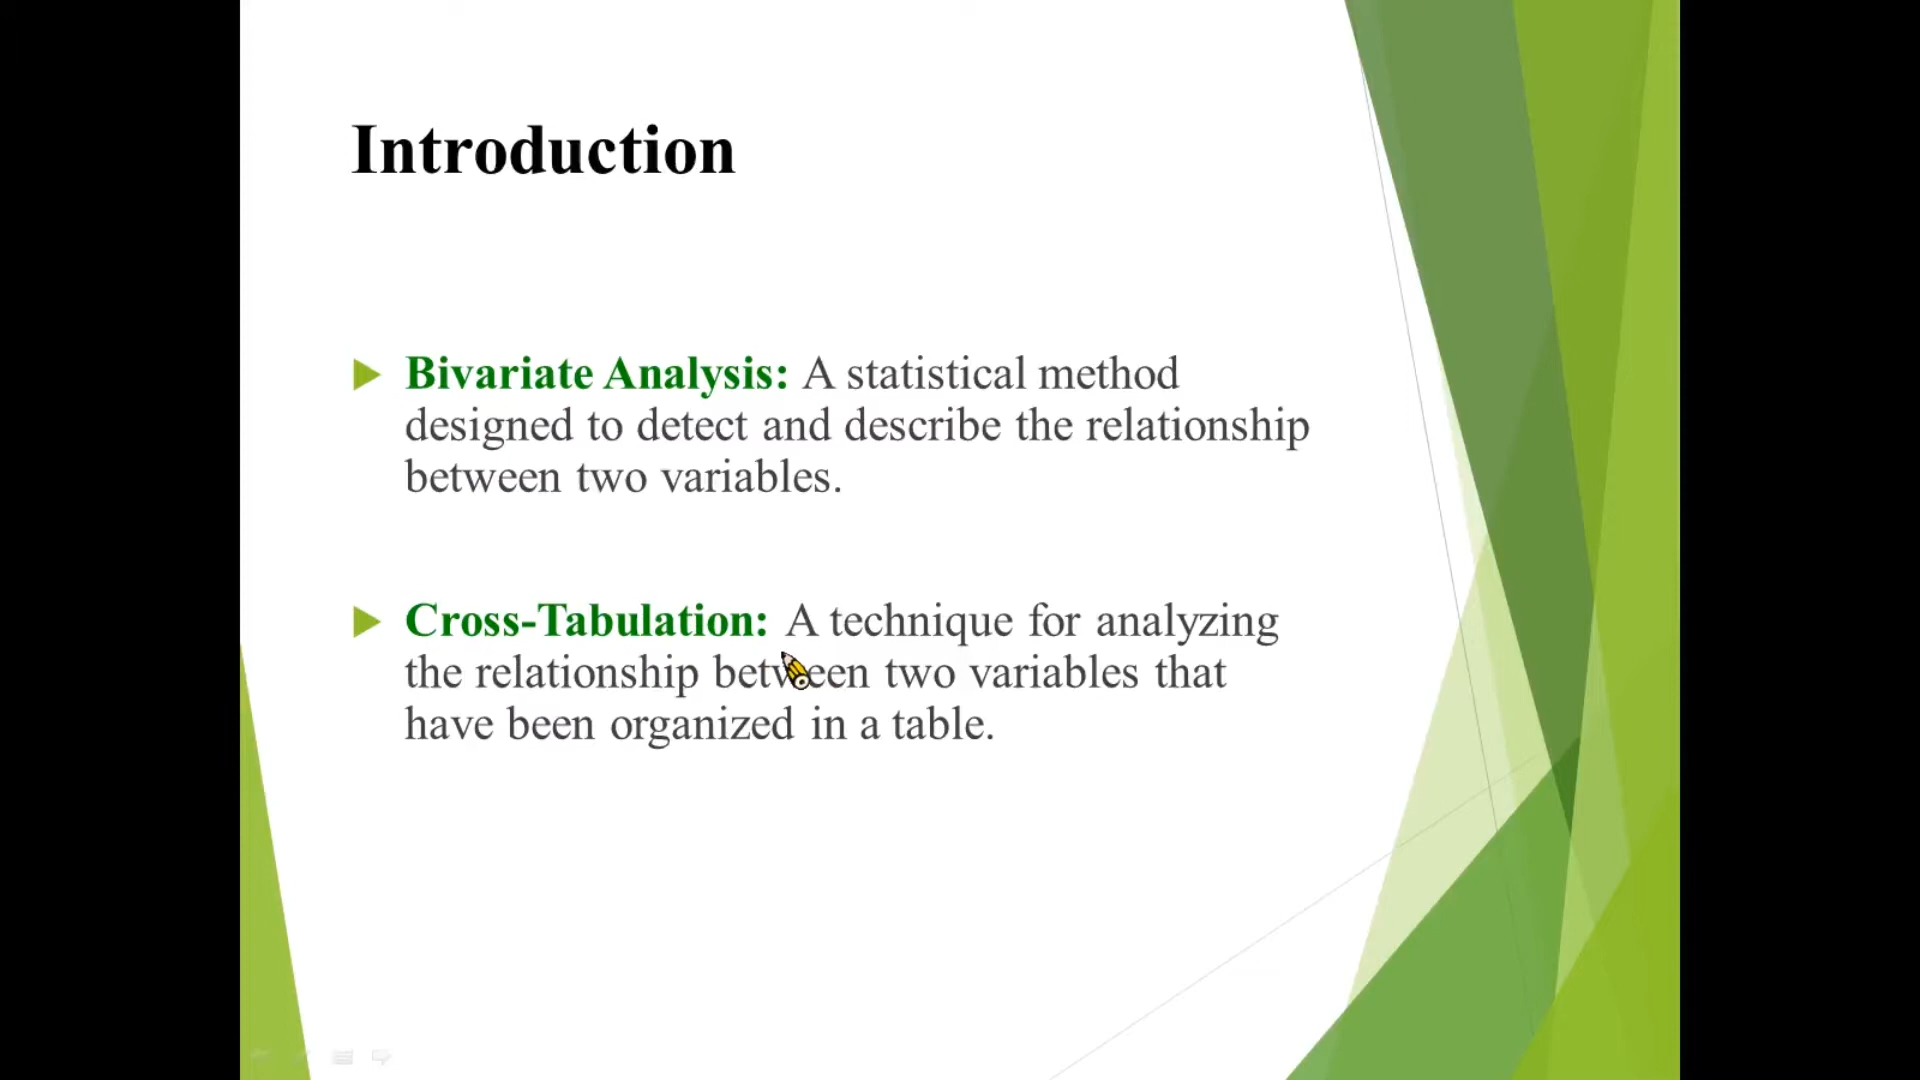 Introduction
Bivariate Analysis: A statistical method
designed to detect and describe the relationship
between two variables.
Cross-Tabulation: A technique for analyzing
the relationship between two variables that
have been organized in a table.